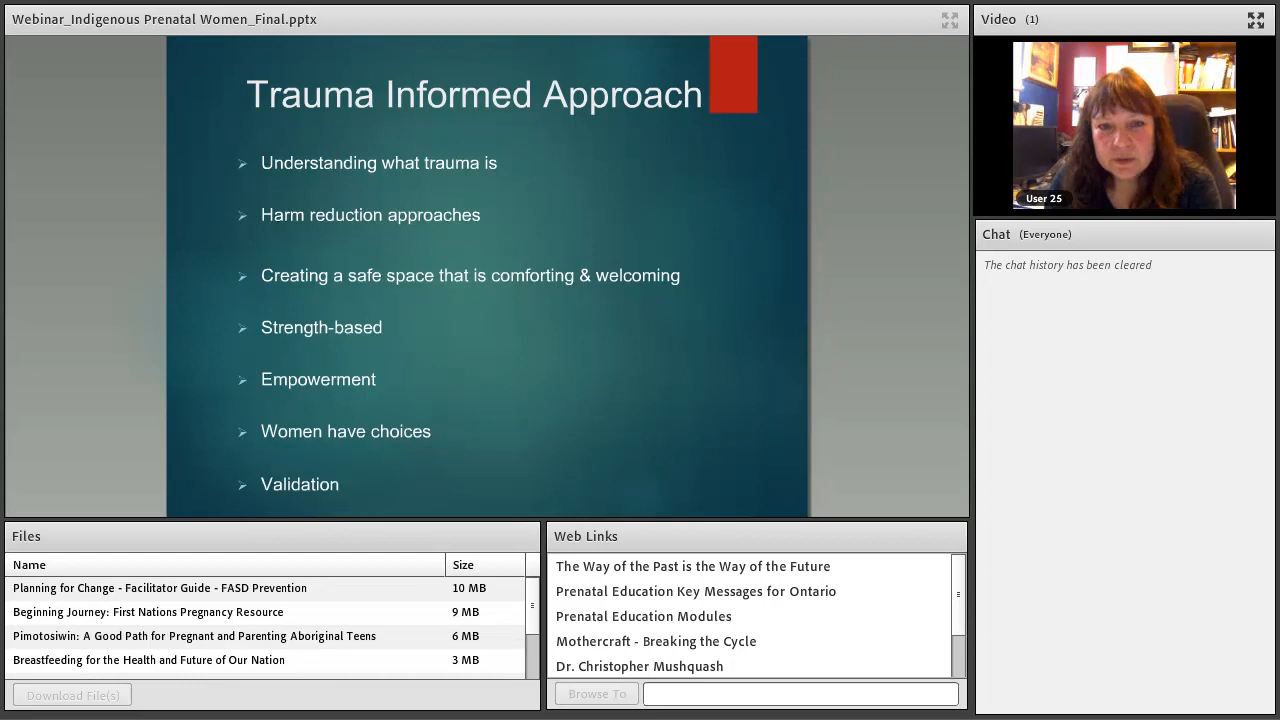 Webinar_Indigenous Prenatal Women_Final.pptx
Trauma Informed Approach
Understanding what trauma is
Harm reduction approaches
Creating a safe space that is comforting & welcoming
Strength-based
Empowerment
Women have choices
Validation
Video (1)
User 25
Chat (Everyone)
The chat history has been cleared
Files
Name Size
Planning for Change - Facilitator Guide - FASD Prevention 10 MB
Beginning Journey: First Nations Pregnancy Resource 9 MB
Pimotosiwin: A Good Path for Pregnant and Parenting Aboriginal Teens 6 MB
Breastfeeding for the Health and Future of Our Nation 3 MB
Download File(s)
Web Links
The Way of the Past is the Way of the Future
Prenatal Education Key Messages for Ontario
Prenatal Education Modules
Mothercraft - Breaking the Cycle
Dr. Christopher Mushquash
Browse To